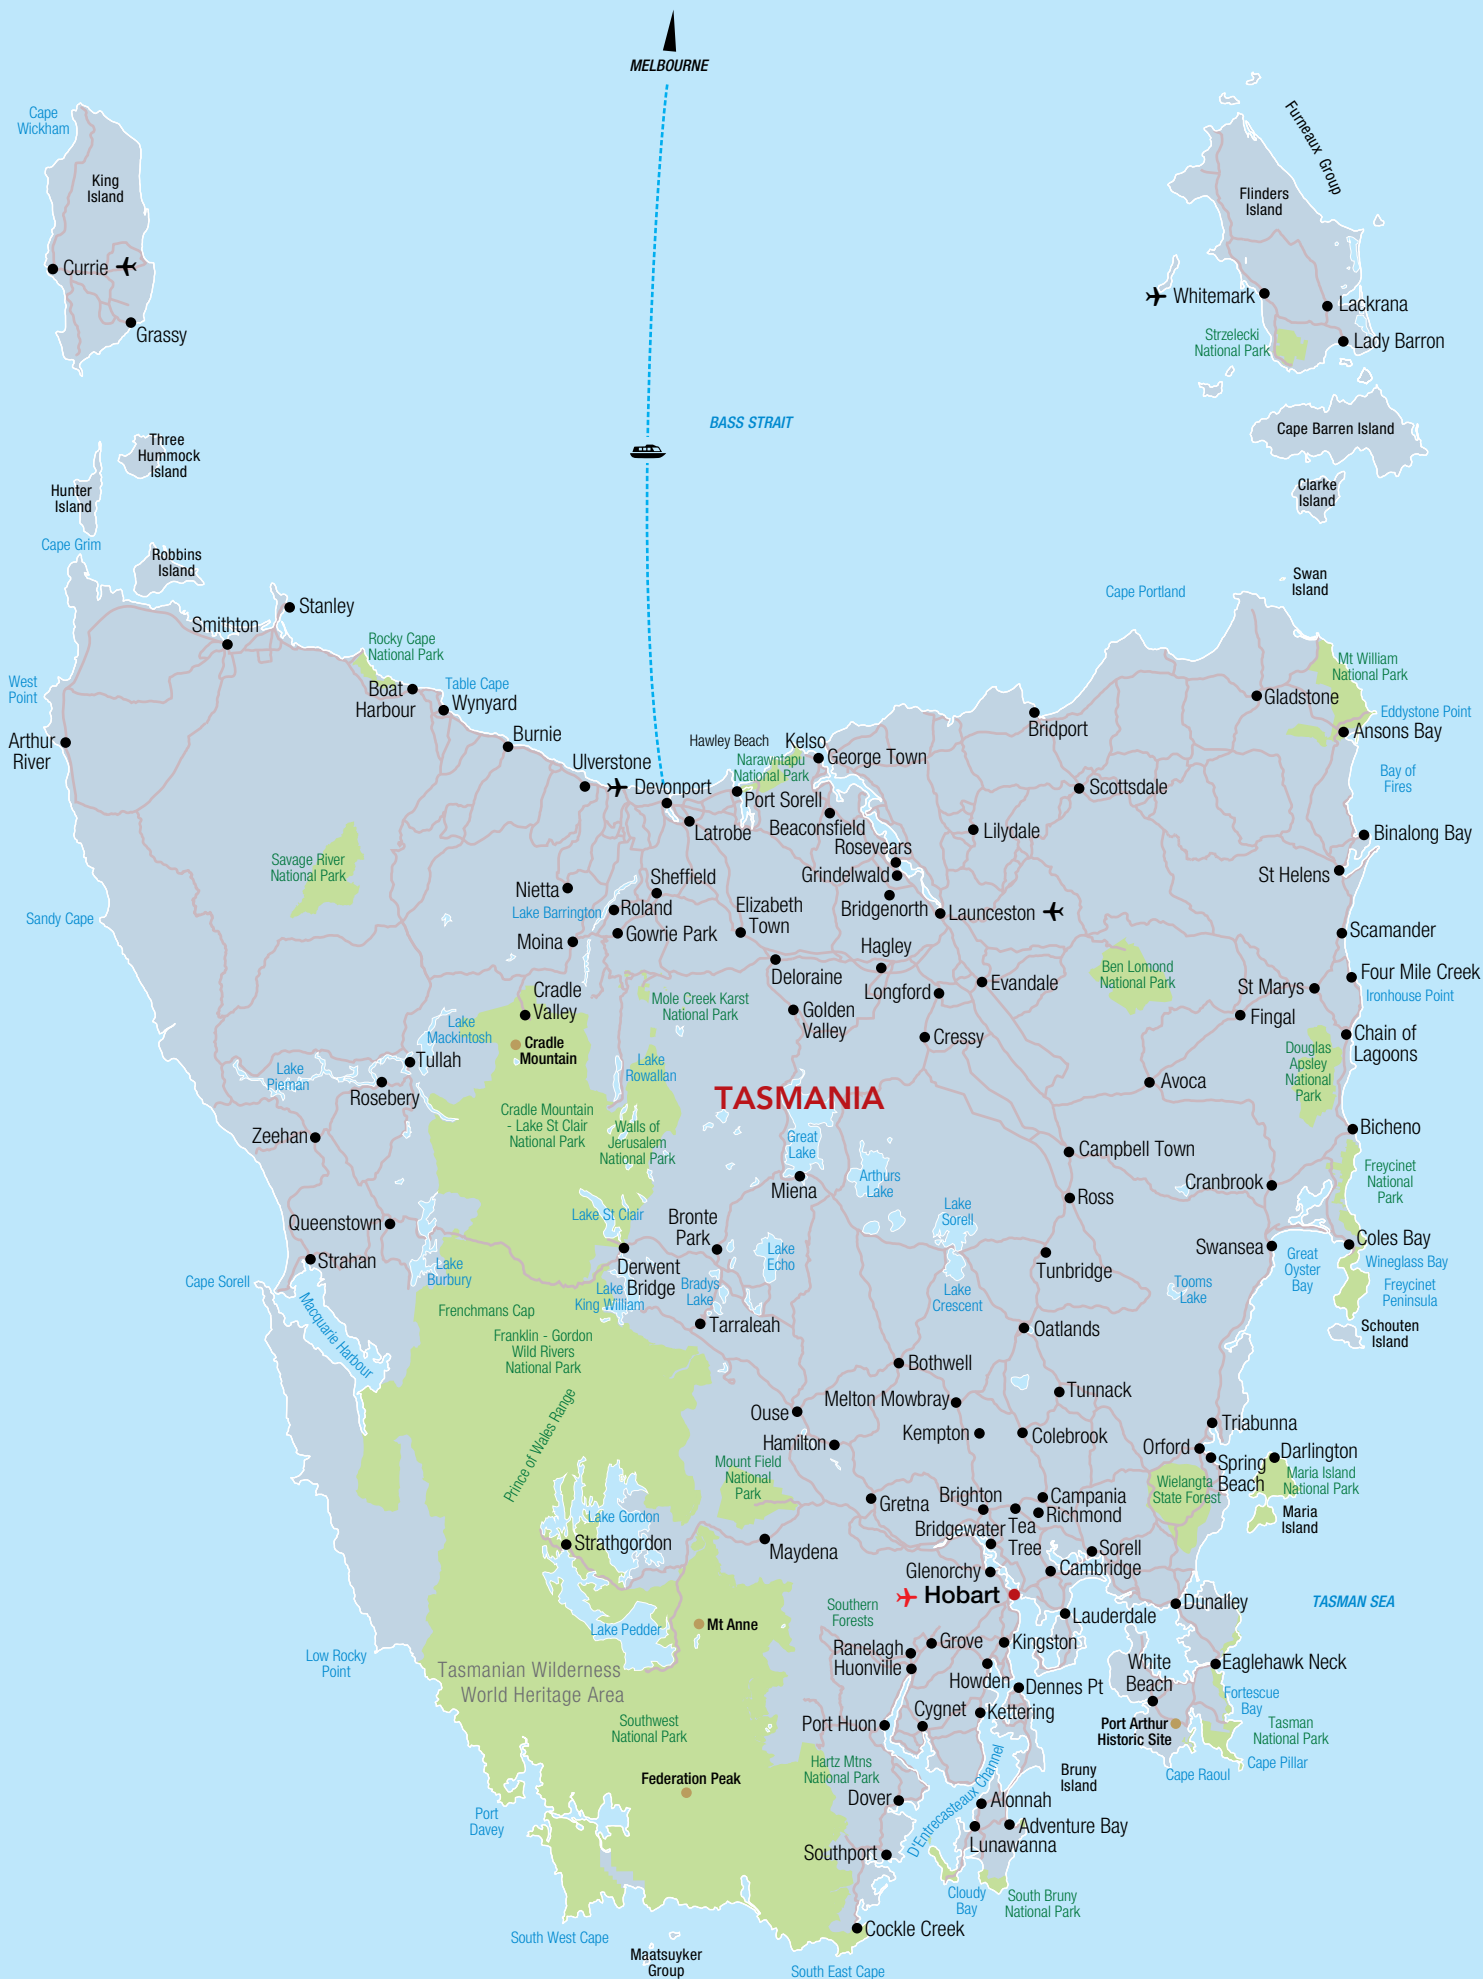 MELBOURNE
Cape
Wickham
King
Island
Currie
Grassy
Furneaux Group
Flinders
Island
Whitemark
Lackrana
Lady Barron
Strzelecki
National Park
BASS STRAIT
Cape Barren Island
Clarke
Island
Three
Hummock
Island
Hunter
Island
Cape Grim
Robbins
Island
Swan
Island
Cape Portland
Stanley
Smithton
Rocky Cape
National Park
Mt William
National Park
West
Point
Boat
Harbour
Table Cape
Wynyard
Gladstone
Eddystone Point
Bridport
Ansons Bay
Arthur
River
Burnie
Hawley Beach
Kelso
George Town
Ulverstone
Narawntapu
National Park
Bay of
Fires
Devonport
Port Sorell
Scottsdale
Latrobe
Beaconsfield
Lilydale
Binalong Bay
Rosevears
Savage River
National Park
Grindelwald
St Helens
Nietta
Sheffield
Lake Barrington
Roland
Bridgenorth
Launceston
Sandy Cape
Elizabeth
Town
Moina
Gowrie Park
Scamander
Hagley
Deloraine
Ben Lomond
National Park
Four Mile Creek
Evandale
Longford
St Marys
Ironhouse Point
Cradle
Valley
Mole Creek Karst
National Park
Golden
Valley
Fingal
Lake
Mackintosh
Cressy
Chain of
Lagoons
Cradle
Mountain
Douglas
Apsley
National
Park
Tullah
Lake
Rowallan
Lake
Pieman
Rosebery
Avoca
TASMANIA
Cradle Mountain
- Lake St Clair
National Park
Walls of
Jerusalem
National Park
Zeehan
Great
Lake
Bicheno
Campbell Town
Miena
Arthurs
Lake
Cranbrook
Freycinet
National
Park
Ross
Lake
Sorell
Queenstown
Lake St Clair
Bronte
Park
Coles Bay
Swansea
Strahan
Lake
Burbury
Derwent
Bridge
Lake
Echo
Tunbridge
Great
Oyster
Bay
Wineglass Bay
Cape Sorell
Lake
King William
Bradys
Lake
Lake
Crescent
Tooms
Lake
Freycinet
Peninsula
Macquarie Harbour
Frenchmans Cap
Tarraleah
Oatlands
Schouten
Island
Franklin - Gordon
Wild Rivers
National Park
Bothwell
Tunnack
Melton Mowbray
Prince of Wales Range
Ouse
Triabunna
Kempton
Colebrook
Hamilton
Orford
Darlington
Spring
Beach
Mount Field
National
Park
Maria Island
National Park
Wielangta
State Forest
Gretna
Brighton
Campania
Richmond
Maria
Island
Lake Gordon
Bridgewater
Tea
Tree
Strathgordon
Maydena
Sorell
Glenorchy
Cambridge
Hobart
Dunalley
TASMAN SEA
Southern
Forests
Lauderdale
Mt Anne
Lake Pedder
Grove
Kingston
Ranelagh
Huonville
Low Rocky
Point
White
Beach
Eaglehawk Neck
Tasmanian Wilderness
World Heritage Area
Howden
Dennes Pt
Fortescue
Bay
Cygnet
Kettering
Port Huon
Southwest
National Park
Port Arthur
Historic Site
Tasman
National Park
Hartz Mtns
National Park
D'Entrecasteaux Channel
Bruny
Island
Cape Raoul
Cape Pillar
Federation Peak
Dover
Alonnah
Port
Davey
Adventure Bay
Lunawanna
Southport
Cloudy
Bay
South Bruny
National Park
Cockle Creek
South West Cape
Maatsuyker
Group
South East Cape